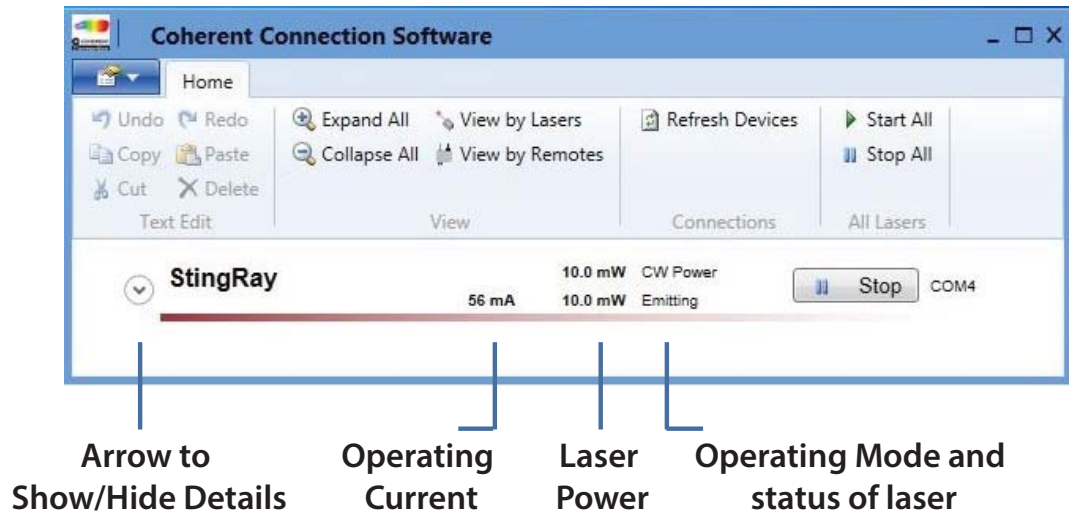 Coherent Connection Software
Home
Undo Redo Expand All View by Lasers Refresh Devices Start All
Copy Paste Collapse All View by Remotes Stop All
Cut Delete
Text Edit View Connections All Lasers
StingRay 10.0 mW CW Power Stop COM4
56 mA 10.0 mW Emitting
Arrow to Operating Laser Operating Mode and
Show/Hide Details Current Power status of laser